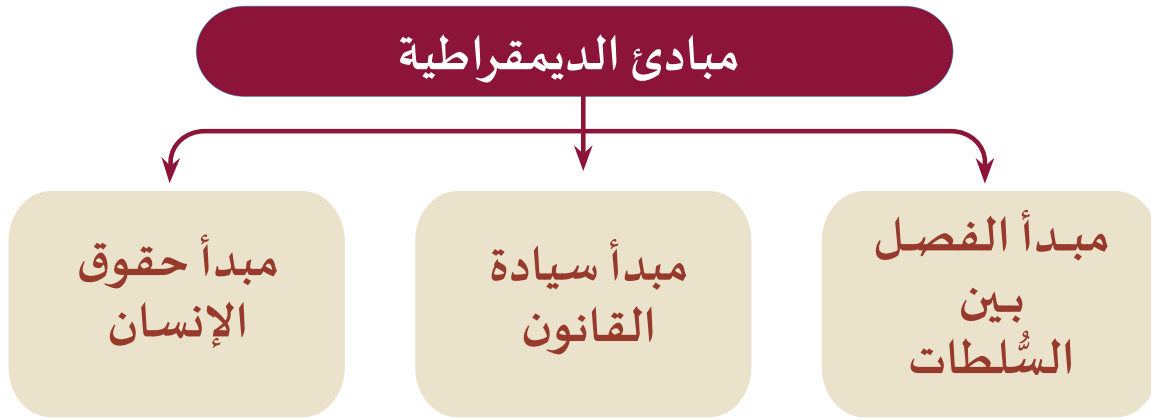 مبادئ الديمقراطية
مبدأ الفصل
بين
السُّلطات
مبدأ سيادة
القانون
مبدأ حقوق
الإنسان